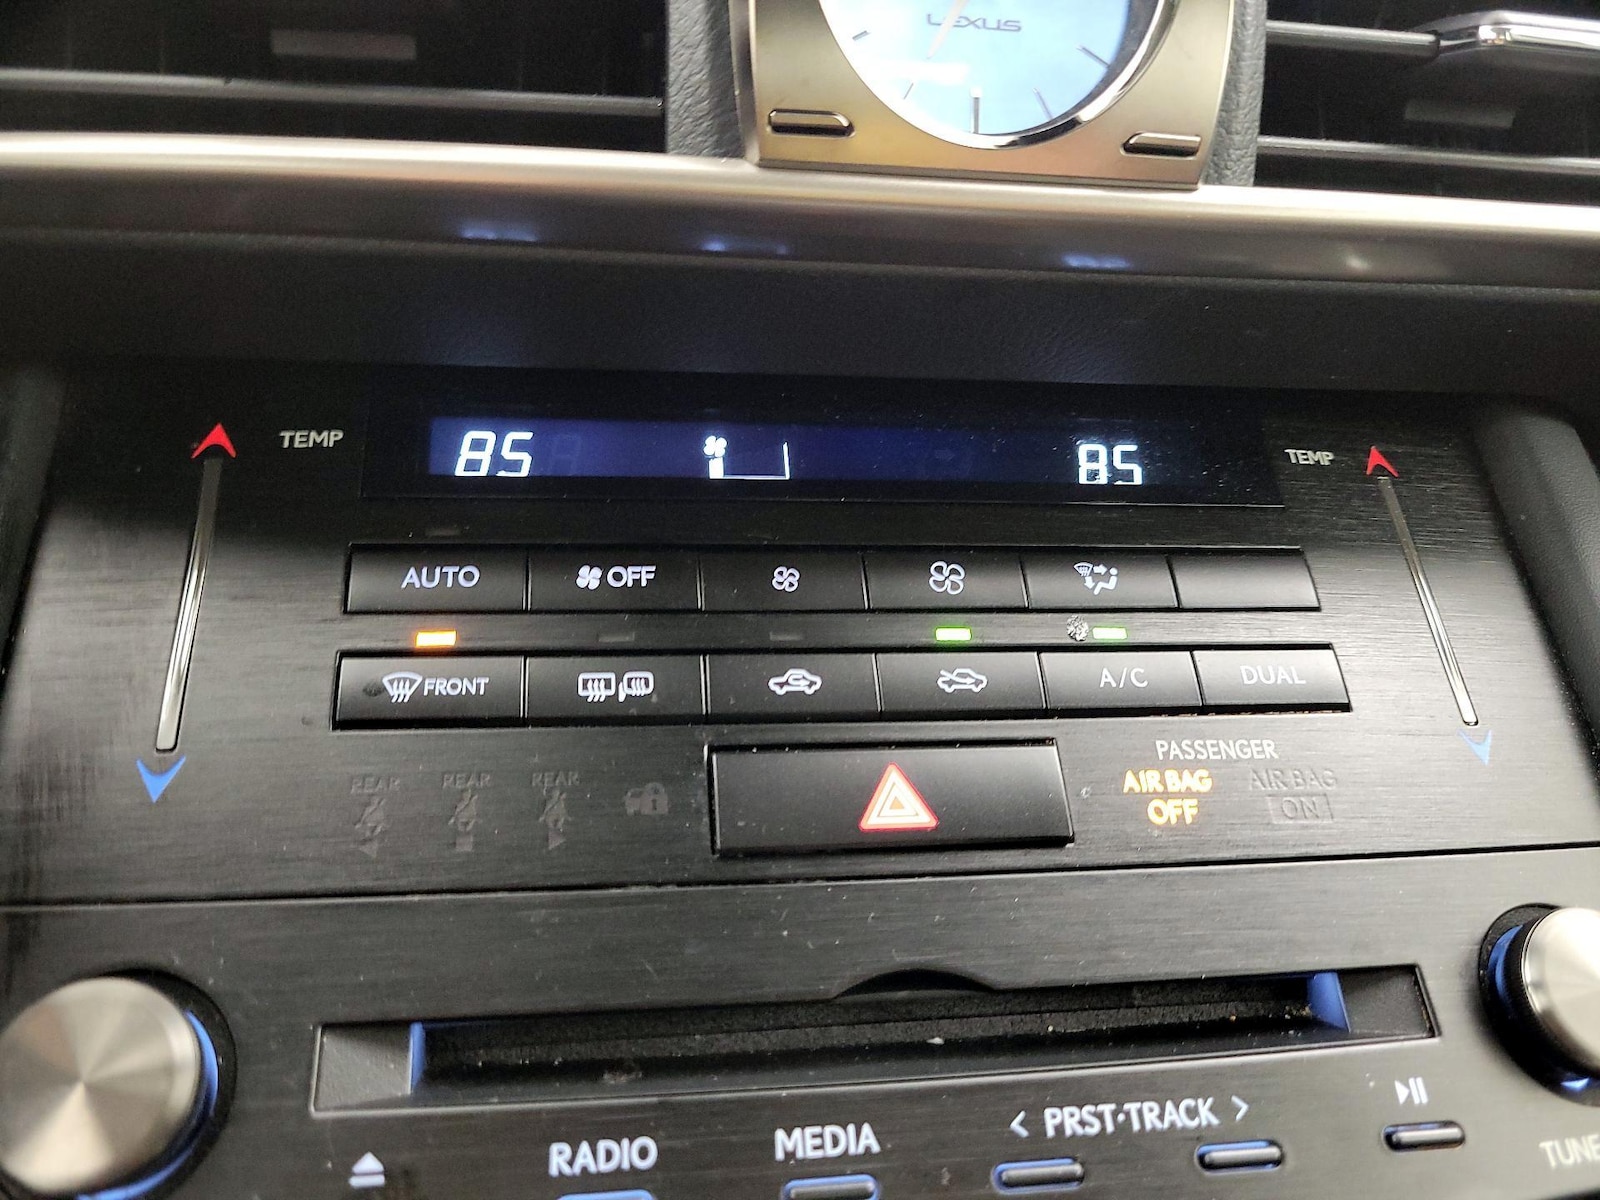 LEXUS
TEMP
85
85
TEMP
AUTO
OFF
FRONT
A/C
DUAL
REAR
REAR
REAR
PASSENGER
AIR BAG
OFF
AIR BAG
ON
RADIO
MEDIA
< PRST·TRACK >
TUNE